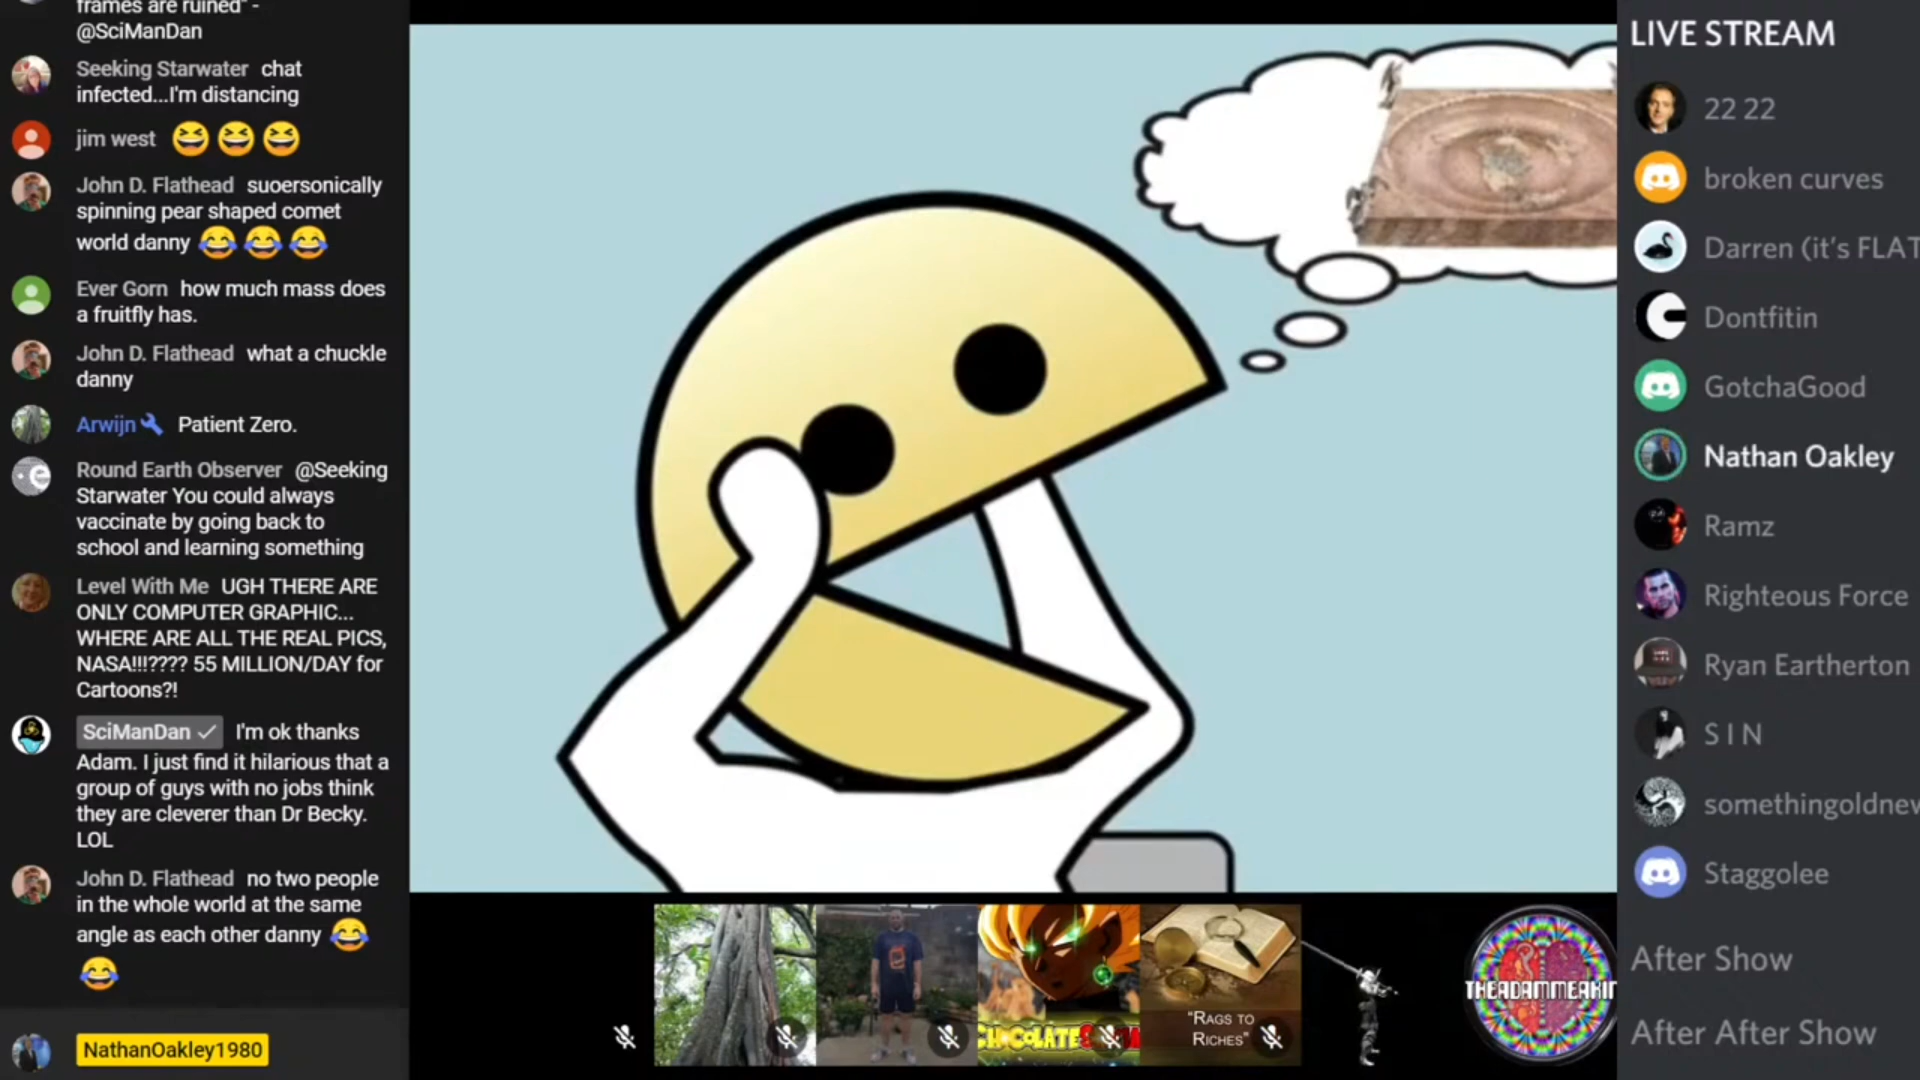 frames are ruined" -
@SciManDan
Seeking Starwater chat
infected...I'm distancing
jim west 😆😆😆
John D. Flathead suoersonically
spinning pear shaped comet
world danny 😂😂😂
Ever Gorn how much mass does
a fruitfly has.
John D. Flathead what a chuckle
danny
Arwijn Patient Zero.
Round Earth Observer @Seeking
Starwater You could always
vaccinate by going back to
school and learning something
Level With Me UGH THERE ARE
ONLY COMPUTER GRAPHIC...
WHERE ARE ALL THE REAL PICS,
NASA!!!???? 55 MILLION/DAY for
Cartoons?!
SciManDan ✓ I'm ok thanks
Adam. I just find it hilarious that a
group of guys with no jobs think
they are cleverer than Dr Becky.
LOL
John D. Flathead no two people
in the whole world at the same
angle as each other danny 😂
😂
NathanOakley1980
CHOCOLATE
"RAGS TO
RICHES"
THEADAMMEAKIN
LIVE STREAM
22 22
broken curves
Darren (it's FLAT
Dontfitin
GotchaGood
Nathan Oakley
Ramz
Righteous Force
Ryan Eartherton
S I N
somethingoldnew
Staggolee
After Show
After After Show